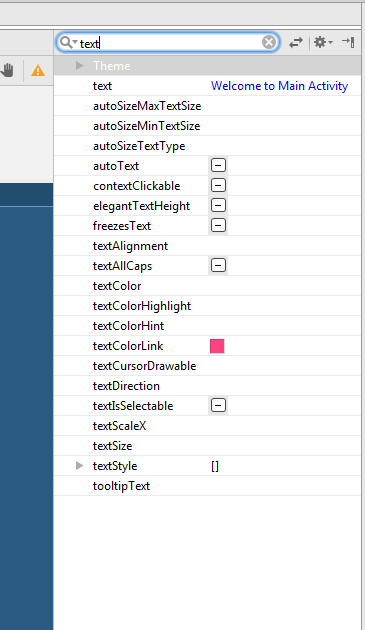 text
Theme
text Welcome to Main Activity
autoSizeMaxTextSize
autoSizeMinTextSize
autoSizeTextType
autoText
contextClickable
elegantTextHeight
freezesText
textAlignment
textAllCaps
textColor
textColorHighlight
textColorHint
textColorLink
textCursorDrawable
textDirection
textIsSelectable
textScaleX
textSize
textStyle []
tooltipText